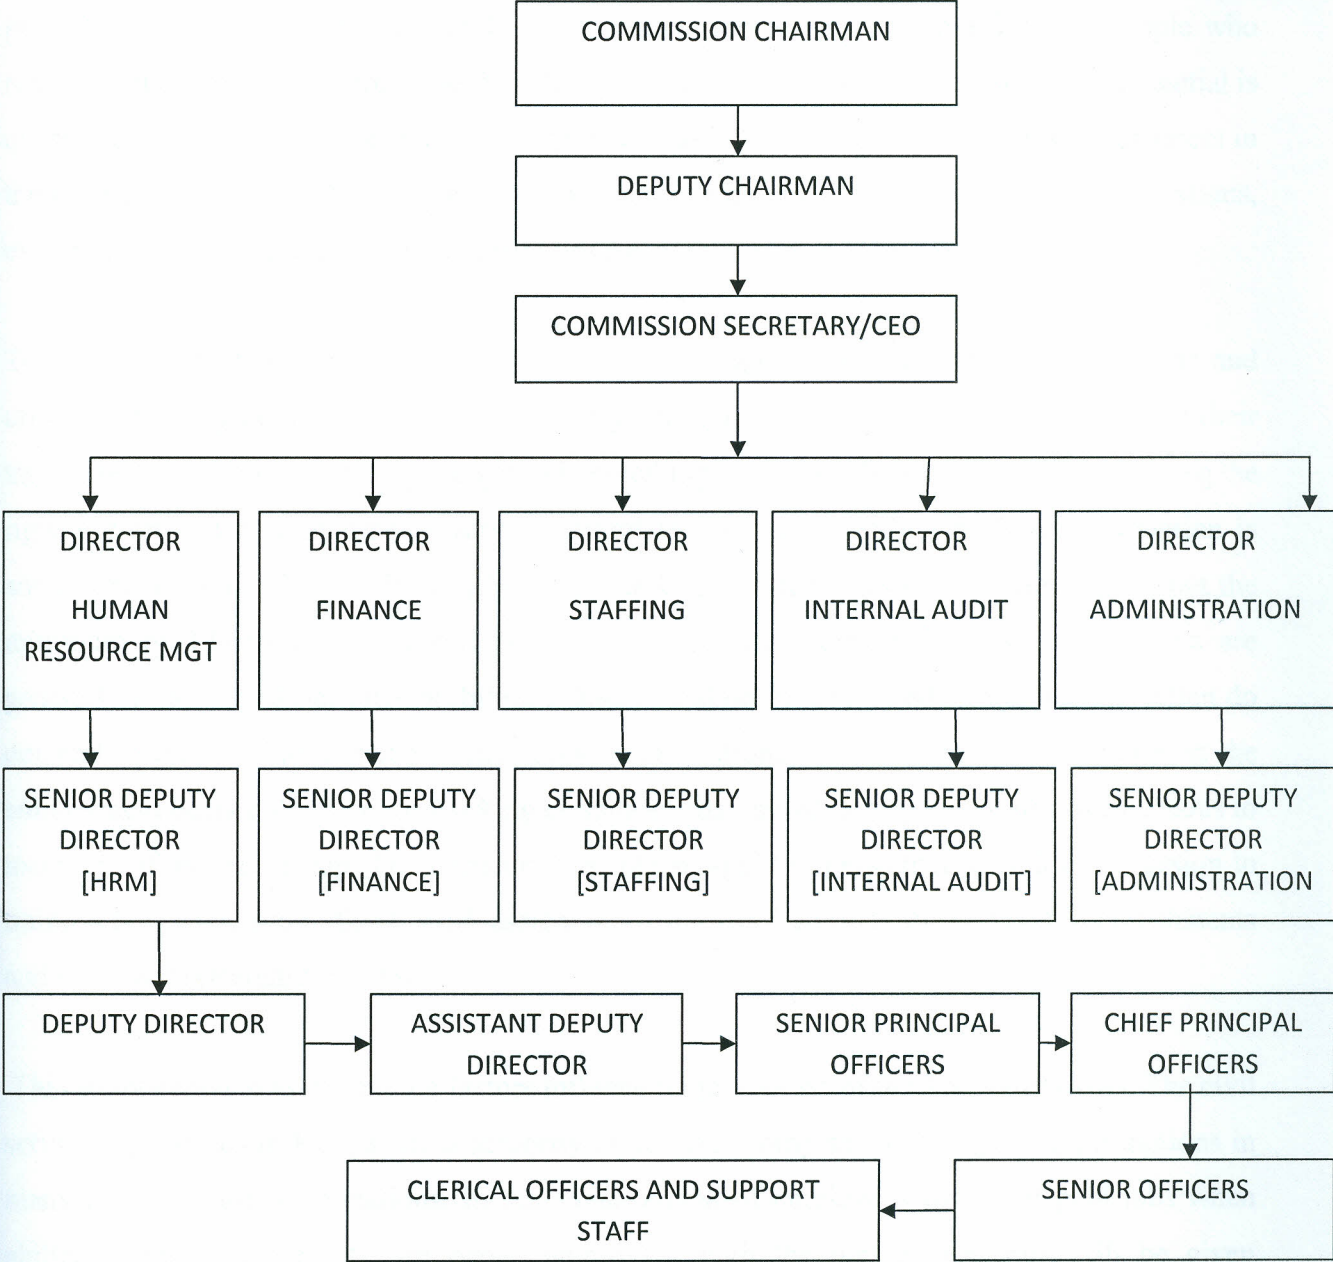 COMMISSION CHAIRMAN
DEPUTY CHAIRMAN
COMMISSION SECRETARY/CEO
DIRECTOR
HUMAN
RESOURCE MGT
DIRECTOR
FINANCE
DIRECTOR
STAFFING
DIRECTOR
INTERNAL AUDIT
DIRECTOR
ADMINISTRATION
SENIOR DEPUTY
DIRECTOR
[HRM]
SENIOR DEPUTY
DIRECTOR
[FINANCE]
SENIOR DEPUTY
DIRECTOR
[STAFFING]
SENIOR DEPUTY
DIRECTOR
[INTERNAL AUDIT]
SENIOR DEPUTY
DIRECTOR
[ADMINISTRATION
DEPUTY DIRECTOR
ASSISTANT DEPUTY
DIRECTOR
SENIOR PRINCIPAL
OFFICERS
CHIEF PRINCIPAL
OFFICERS
SENIOR OFFICERS
CLERICAL OFFICERS AND SUPPORT
STAFF